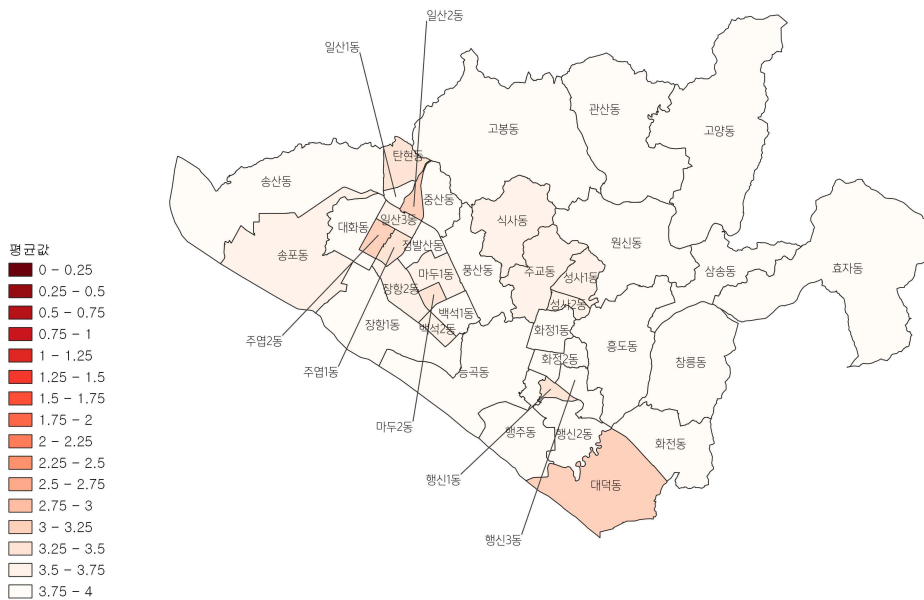 일산2동
일산1동
고봉동
관산동
고양동
탄현동
송산동
중산동
대화동
일산3동
식사동
송포동
정발산동
원신동
풍산동
마두1동
주교동
성사1동
삼송동
효자동
장항2동
성사2동
백석1동
장항1동
백석2동
화정1동
주엽2동
흥도동
창릉동
화정2동
주엽1동
능곡동
마두2동
행주동
행신2동
화전동
행신1동
대덕동
행신3동
평균값
0 - 0.25
0.25 - 0.5
0.5 - 0.75
0.75 - 1
1 - 1.25
1.25 - 1.5
1.5 - 1.75
1.75 - 2
2 - 2.25
2.25 - 2.5
2.5 - 2.75
2.75 - 3
3 - 3.25
3.25 - 3.5
3.5 - 3.75
3.75 - 4